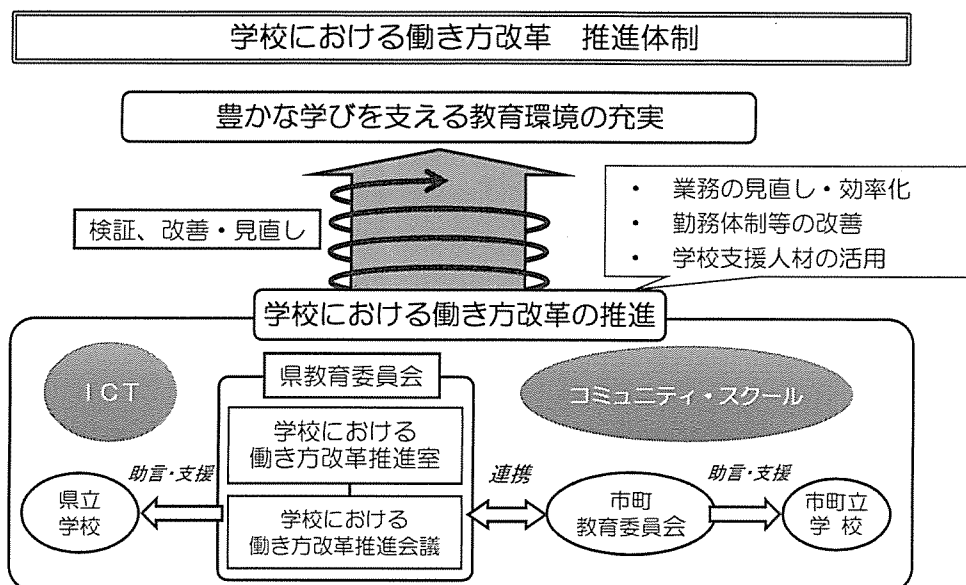 学校における働き方改革　推進体制
豊かな学びを支える教育環境の充実
検証、改善・見直し
・　業務の見直し・効率化
・　勤務体制等の改善
・　学校支援人材の活用
学校における働き方改革の推進
ＩＣＴ
県教育委員会
コミュニティ・スクール
学校における
働き方改革推進室
助言・支援
連携
助言・支援
県立
学校
学校における
働き方改革推進会議
市町
教育委員会
市町立
学 校